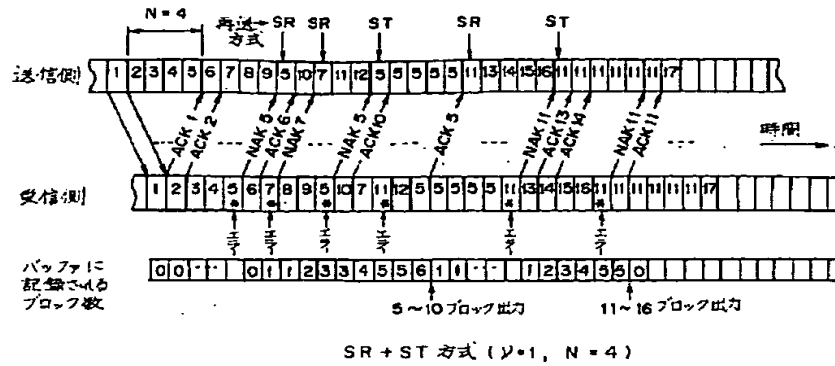 N = 4
再送方式 → SR SR ST SR ST
送信側
1 2 3 4 5 6 7 8 9 5 10 7 11 12 5 5 5 5 5 11 13 14 15 16 11 11 11 11 11 11 17
ACK 1 ACK 2 NAK 5 ACK 6 NAK 7 NAK 5 ACK 10 ACK 5 NAK 11 ACK 13 ACK 14 NAK 11 ACK 11
時間
受信側
1 2 3 4 5* 6 7* 8 9 5* 10 7 11* 12 5 5 5 5 5 11* 13 14 15 16 11* 11 11 11 11 11 17
エラー エラー エラー エラー エラー エラー
バッファに記録されるブロック数
0 0 - - 0 1 1 2 3 3 4 5 5 6 1 1 - - 1 2 3 4 5 5 0
5～10 ブロック出力
11～16 ブロック出力
SR + ST 方式 (ν=1, N = 4)